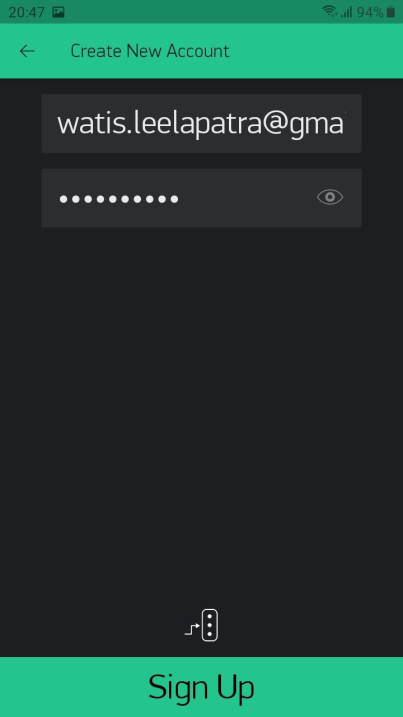 20:47 94%
Create New Account
watis.leelapatra@gma
••••••••••
Sign Up